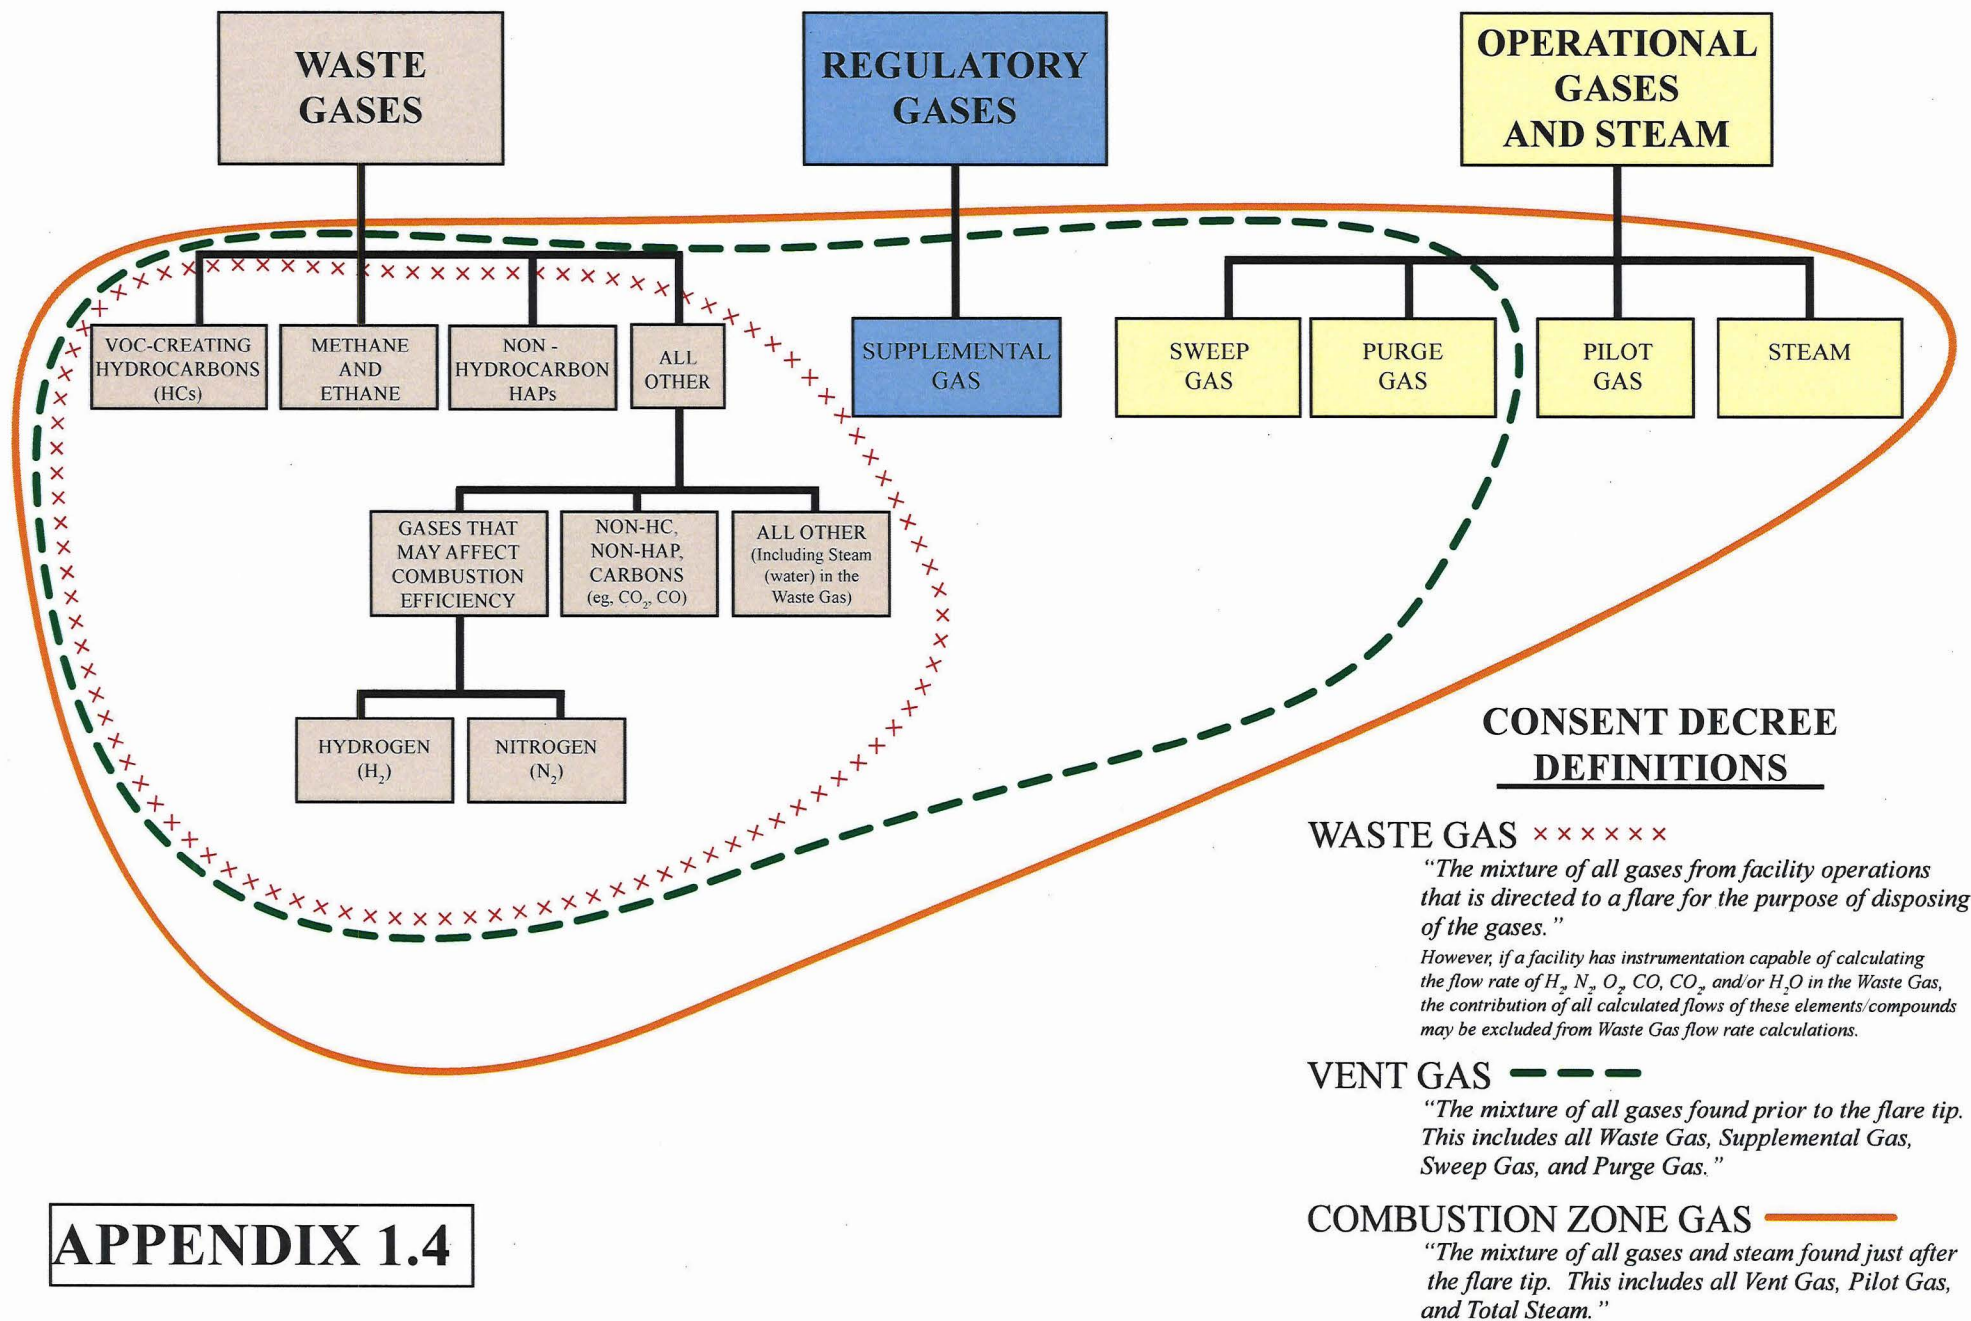 WASTE
GASES
REGULATORY
GASES
OPERATIONAL
GASES
AND STEAM
VOC-CREATING
HYDROCARBONS
(HCs)
METHANE
AND
ETHANE
NON -
HYDROCARBON
HAPs
ALL
OTHER
SUPPLEMENTAL
GAS
SWEEP
GAS
PURGE
GAS
PILOT
GAS
STEAM
GASES THAT
MAY AFFECT
COMBUSTION
EFFICIENCY
NON-HC,
NON-HAP,
CARBONS
(eg, CO₂, CO)
ALL OTHER
(Including Steam
(water) in the
Waste Gas)
HYDROGEN
(H₂)
NITROGEN
(N₂)
CONSENT DECREE
DEFINITIONS
WASTE GAS
“The mixture of all gases from facility operations
that is directed to a flare for the purpose of disposing
of the gases.”
However, if a facility has instrumentation capable of calculating
the flow rate of H₂, N₂, O₂, CO, CO₂, and/or H₂O in the Waste Gas,
the contribution of all calculated flows of these elements/compounds
may be excluded from Waste Gas flow rate calculations.
VENT GAS
“The mixture of all gases found prior to the flare tip.
This includes all Waste Gas, Supplemental Gas,
Sweep Gas, and Purge Gas.”
COMBUSTION ZONE GAS
“The mixture of all gases and steam found just after
the flare tip. This includes all Vent Gas, Pilot Gas,
and Total Steam.”
APPENDIX 1.4